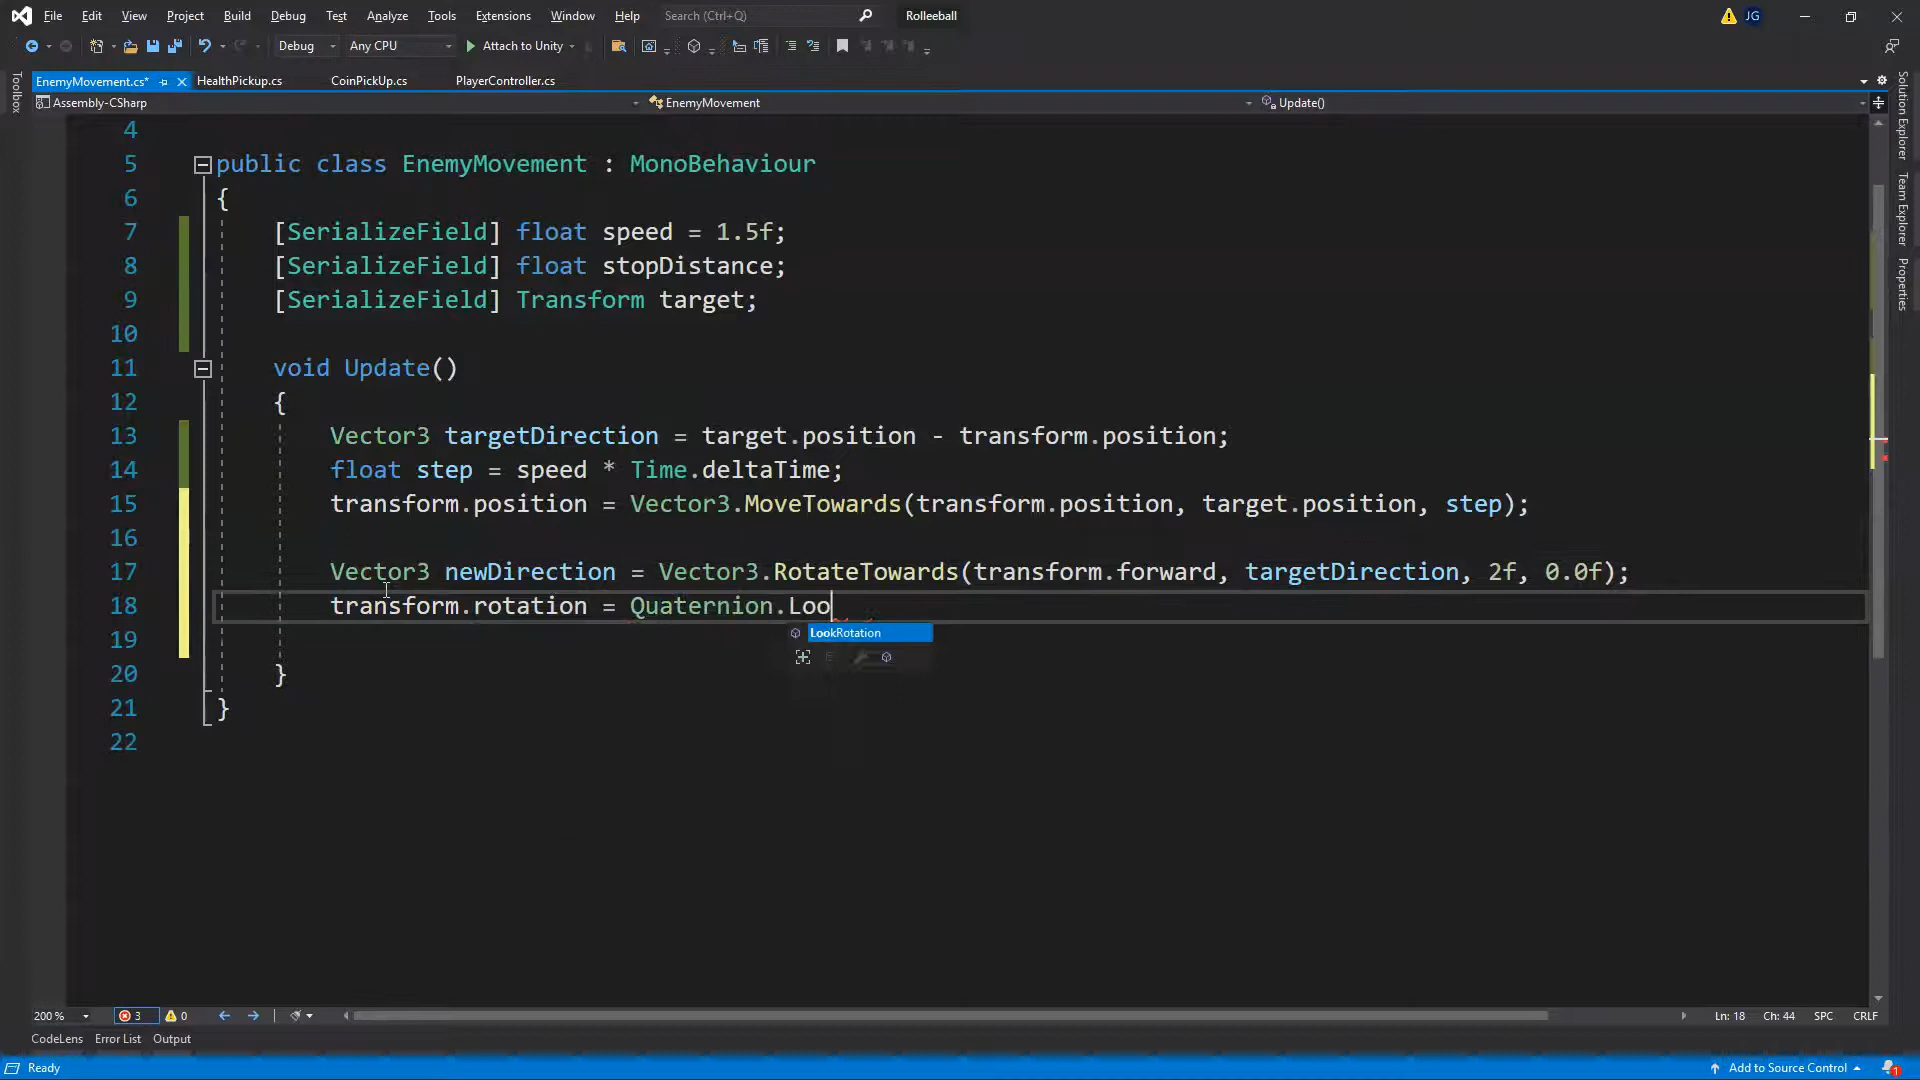 File Edit View Project Build Debug Test Analyze Tools Extensions Window Help Search (Ctrl+Q) Rolleeball JG
Debug Any CPU Attach to Unity
EnemyMovement.cs* HealthPickup.cs CoinPickUp.cs PlayerController.cs
Assembly-CSharp EnemyMovement Update()
Toolbox
Solution Explorer
Team Explorer
Properties
4
5 public class EnemyMovement : MonoBehaviour
6 {
7 [SerializeField] float speed = 1.5f;
8 [SerializeField] float stopDistance;
9 [SerializeField] Transform target;
10
11 void Update()
12 {
13 Vector3 targetDirection = target.position - transform.position;
14 float step = speed * Time.deltaTime;
15 transform.position = Vector3.MoveTowards(transform.position, target.position, step);
16
17 Vector3 newDirection = Vector3.RotateTowards(transform.forward, targetDirection, 2f, 0.0f);
18 transform.rotation = Quaternion.Loo
LookRotation
19
20 }
21 }
22
200 % 3 0 Ln: 18 Ch: 44 SPC CRLF
CodeLens Error List Output
Ready Add to Source Control 1